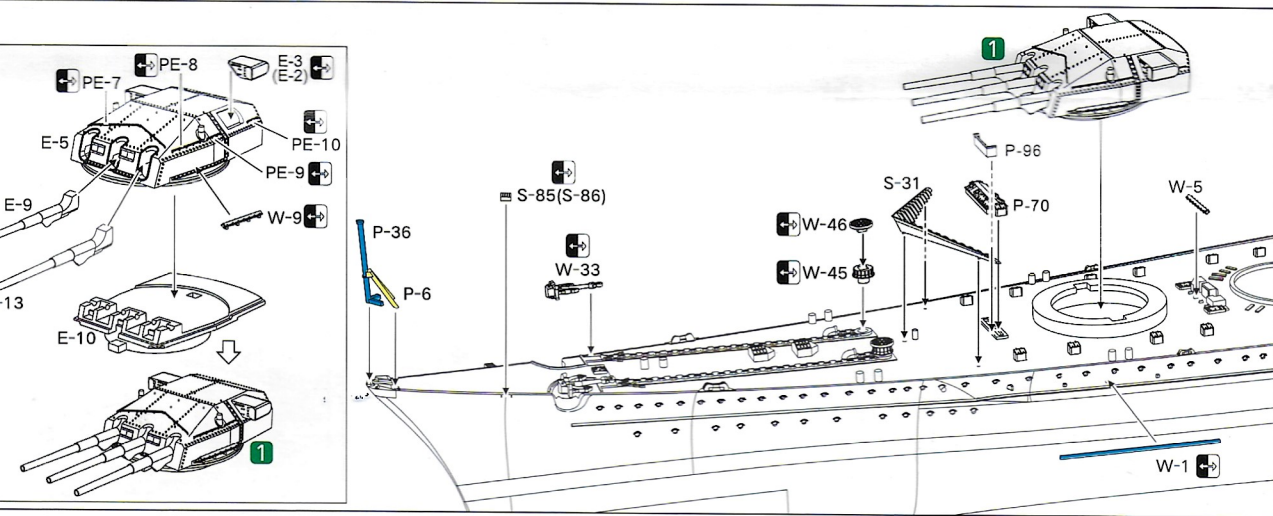 PE-8
PE-7
E-3
(E-2)
E-5
PE-10
PE-9
E-9
W-9
-13
E-10
1
1
P-96
S-85(S-86)
S-31
P-70
W-5
P-36
W-46
W-33
W-45
P-6
W-1